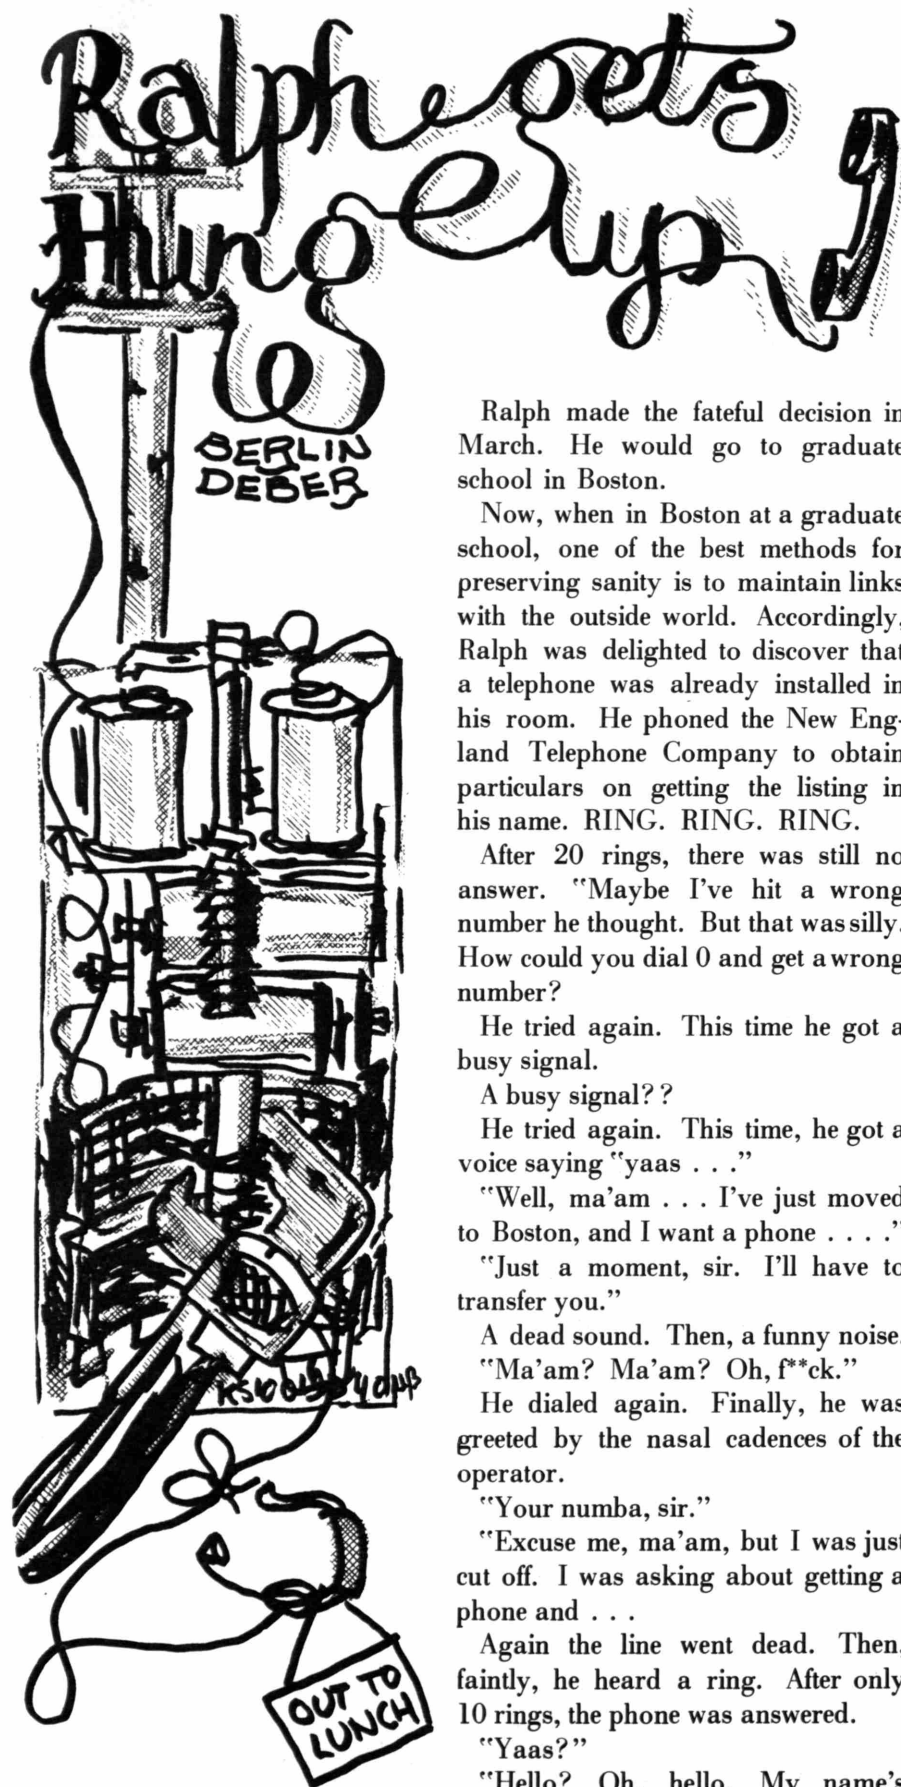 Ralph Gets
Hung Up
BERLIN
DEBER
Ralph made the fateful decision in
March. He would go to graduate
school in Boston.
Now, when in Boston at a graduate
school, one of the best methods for
preserving sanity is to maintain links
with the outside world. Accordingly,
Ralph was delighted to discover that
a telephone was already installed in
his room. He phoned the New Eng-
land Telephone Company to obtain
particulars on getting the listing in
his name. RING. RING. RING.
After 20 rings, there was still no
answer. "Maybe I've hit a wrong
number he thought. But that was silly.
How could you dial 0 and get a wrong
number?
He tried again. This time he got a
busy signal.
A busy signal??
He tried again. This time, he got a
voice saying "yaas . . ."
"Well, ma'am . . . I've just moved
to Boston, and I want a phone . . . ."
"Just a moment, sir. I'll have to
transfer you."
A dead sound. Then, a funny noise.
"Ma'am? Ma'am? Oh, f**ck."
He dialed again. Finally, he was
greeted by the nasal cadences of the
operator.
"Your numba, sir."
"Excuse me, ma'am, but I was just
cut off. I was asking about getting a
phone and . . .
Again the line went dead. Then,
faintly, he heard a ring. After only
10 rings, the phone was answered.
"Yaas?"
"Hello? Oh, hello. My name's
OUT TO
LUNCH